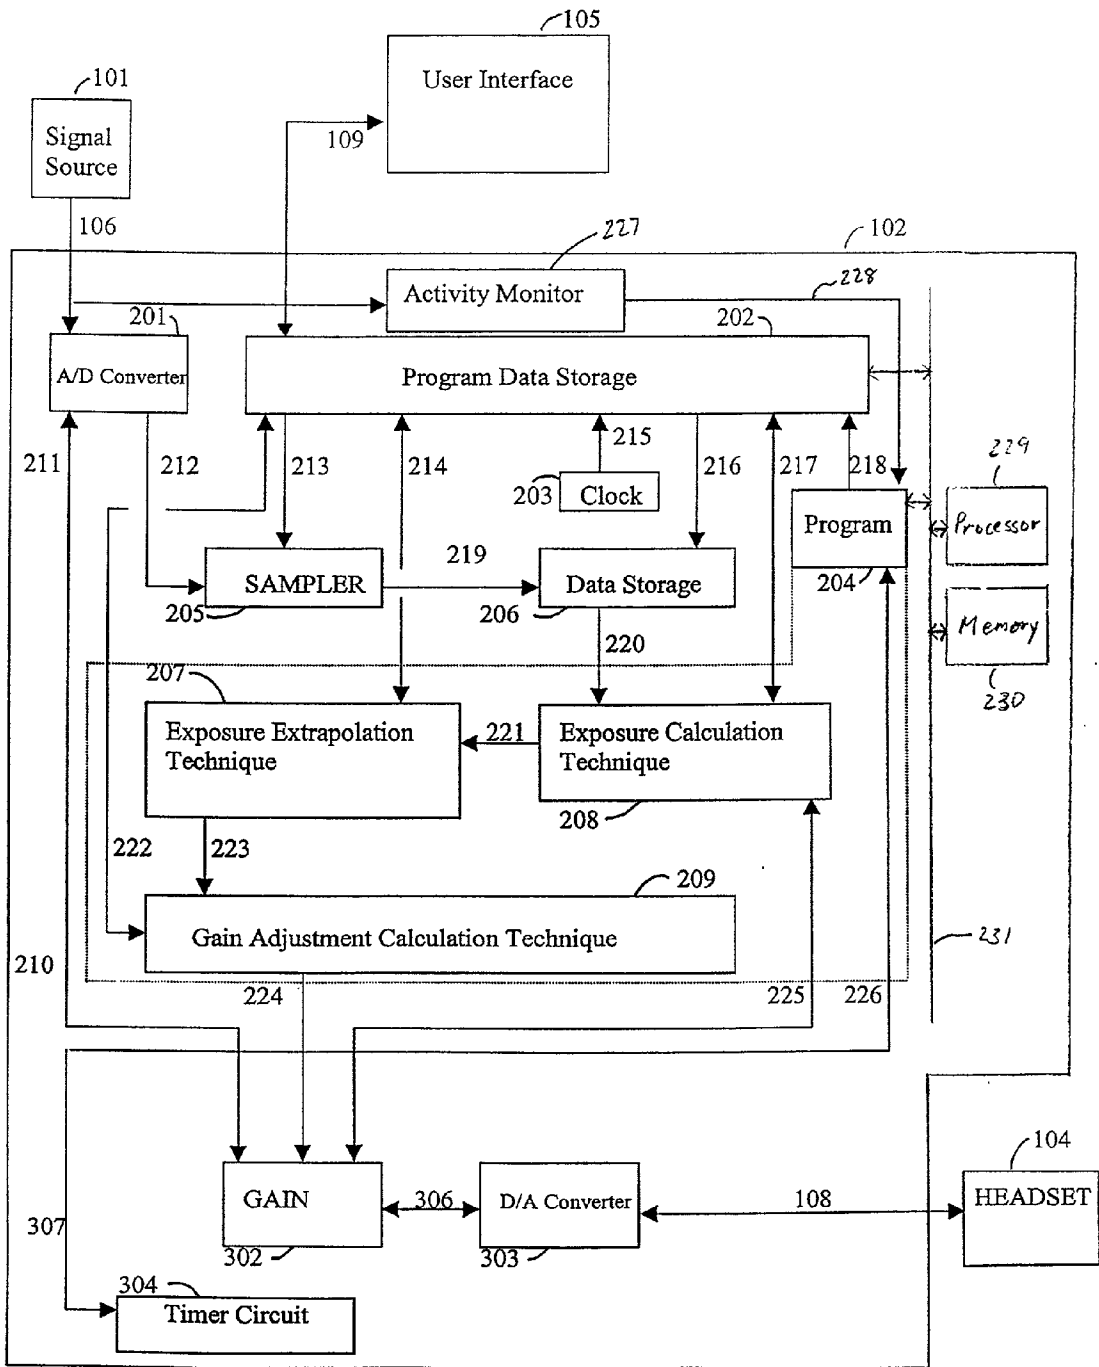 105
User Interface
101
Signal
Source
109
106
227
102
Activity Monitor
228
201
202
A/D Converter
Program Data Storage
211
212
213
214
215
216
217
218
203
Clock
229
Program
Processor
219
SAMPLER
Data Storage
204
205
206
Memory
220
207
230
Exposure Extrapolation
Technique
221
Exposure Calculation
Technique
208
222
223
209
Gain Adjustment Calculation Technique
231
210
224
225
226
104
GAIN
306
D/A Converter
108
HEADSET
307
302
303
304
Timer Circuit